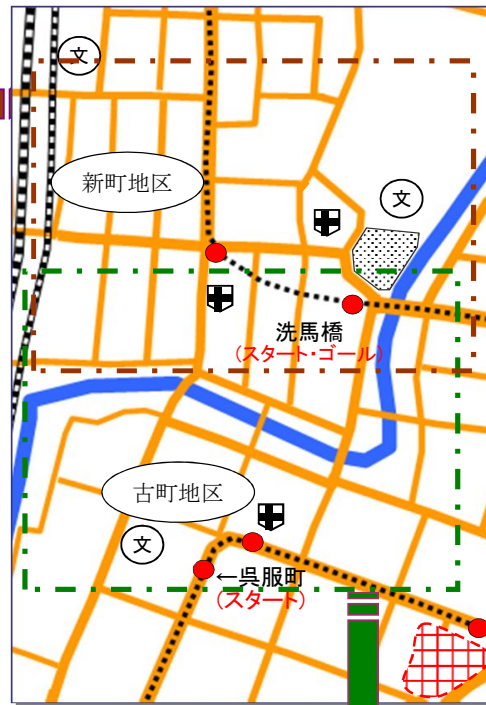 文
新町地区
文
洗馬橋
(スタート・ゴール)
古町地区
文
←呉服町
(スタート)